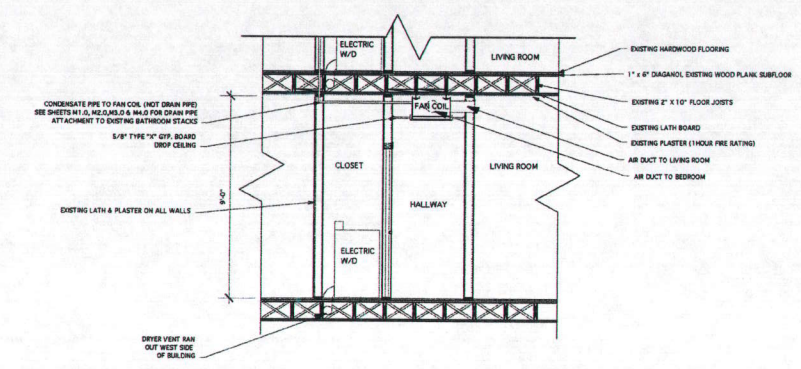 ELECTRIC
W/D
LIVING ROOM
EXISTING HARDWOOD FLOORING
1" x 6" DIAGANOL EXISTING WOOD PLANK SUBFLOOR
EXISTING 2" X 10" FLOOR JOISTS
EXISTING LATH BOARD
EXISTING PLASTER (1HOUR FIRE RATING)
AIR DUCT TO LIVING ROOM
AIR DUCT TO BEDROOM
CONDENSATE PIPE TO FAN COIL (NOT DRAIN PIPE)
SEE SHEETS M1.0, M2.0,M3.0 & M4.0 FOR DRAIN PIPE
ATTACHMENT TO EXISTING BATHROOM STACKS
5/8" TYPE "X" GYP. BOARD
DROP CEILING
FAN COIL
CLOSET
LIVING ROOM
9'-0"
HALLWAY
EXISTING LATH & PLASTER ON ALL WALLS
ELECTRIC
W/D
DRYER VENT RAN
OUT WEST SIDE
OF BUILDING